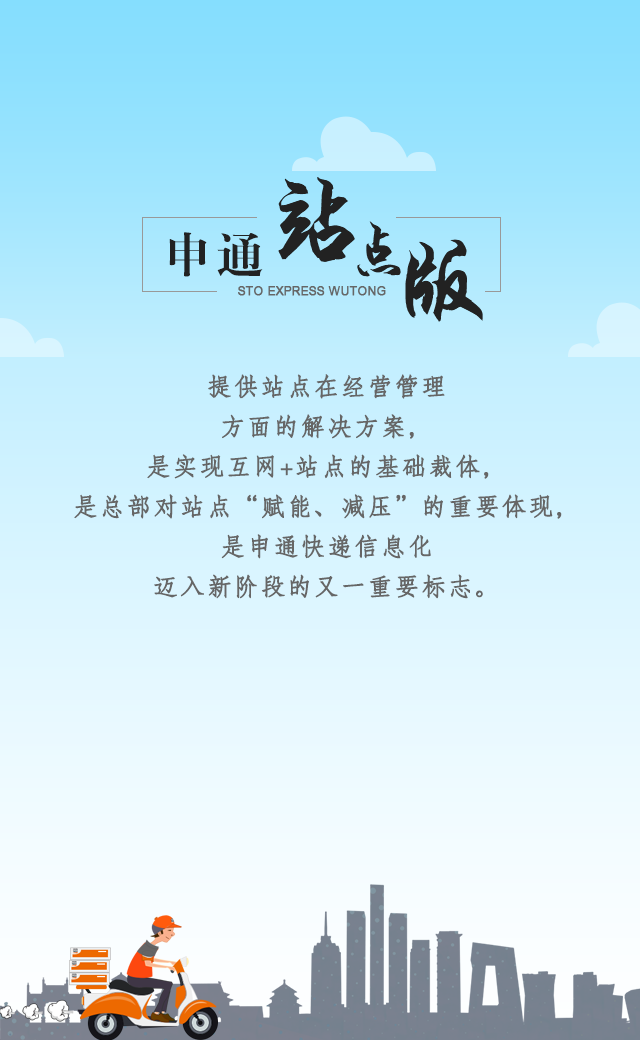 申通站点版
STO EXPRESS WUTONG
提供站点在经营管理
方面的解决方案，
是实现互网+站点的基础裁体，
是总部对站点“赋能、减压”的重要体现，
是申通快递信息化
迈入新阶段的又一重要标志。